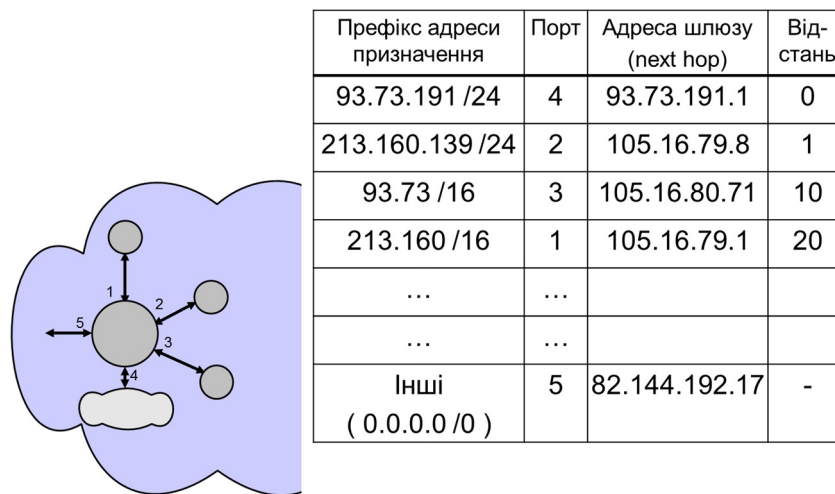 Префікс адреси призначення Порт Адреса шлюзу (next hop) Від-стань
93.73.191 /24 4 93.73.191.1 0
213.160.139 /24 2 105.16.79.8 1
93.73 /16 3 105.16.80.71 10
213.160 /16 1 105.16.79.1 20
... ...
... ...
Інші 5 82.144.192.17 -
( 0.0.0.0 /0 )
1
2
5
3
4